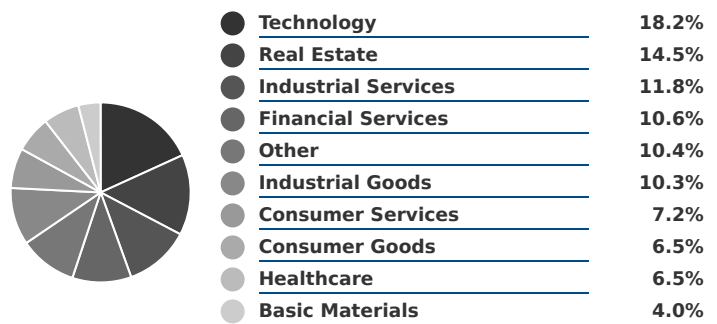 Technology 18.2%
Real Estate 14.5%
Industrial Services 11.8%
Financial Services 10.6%
Other 10.4%
Industrial Goods 10.3%
Consumer Services 7.2%
Consumer Goods 6.5%
Healthcare 6.5%
Basic Materials 4.0%